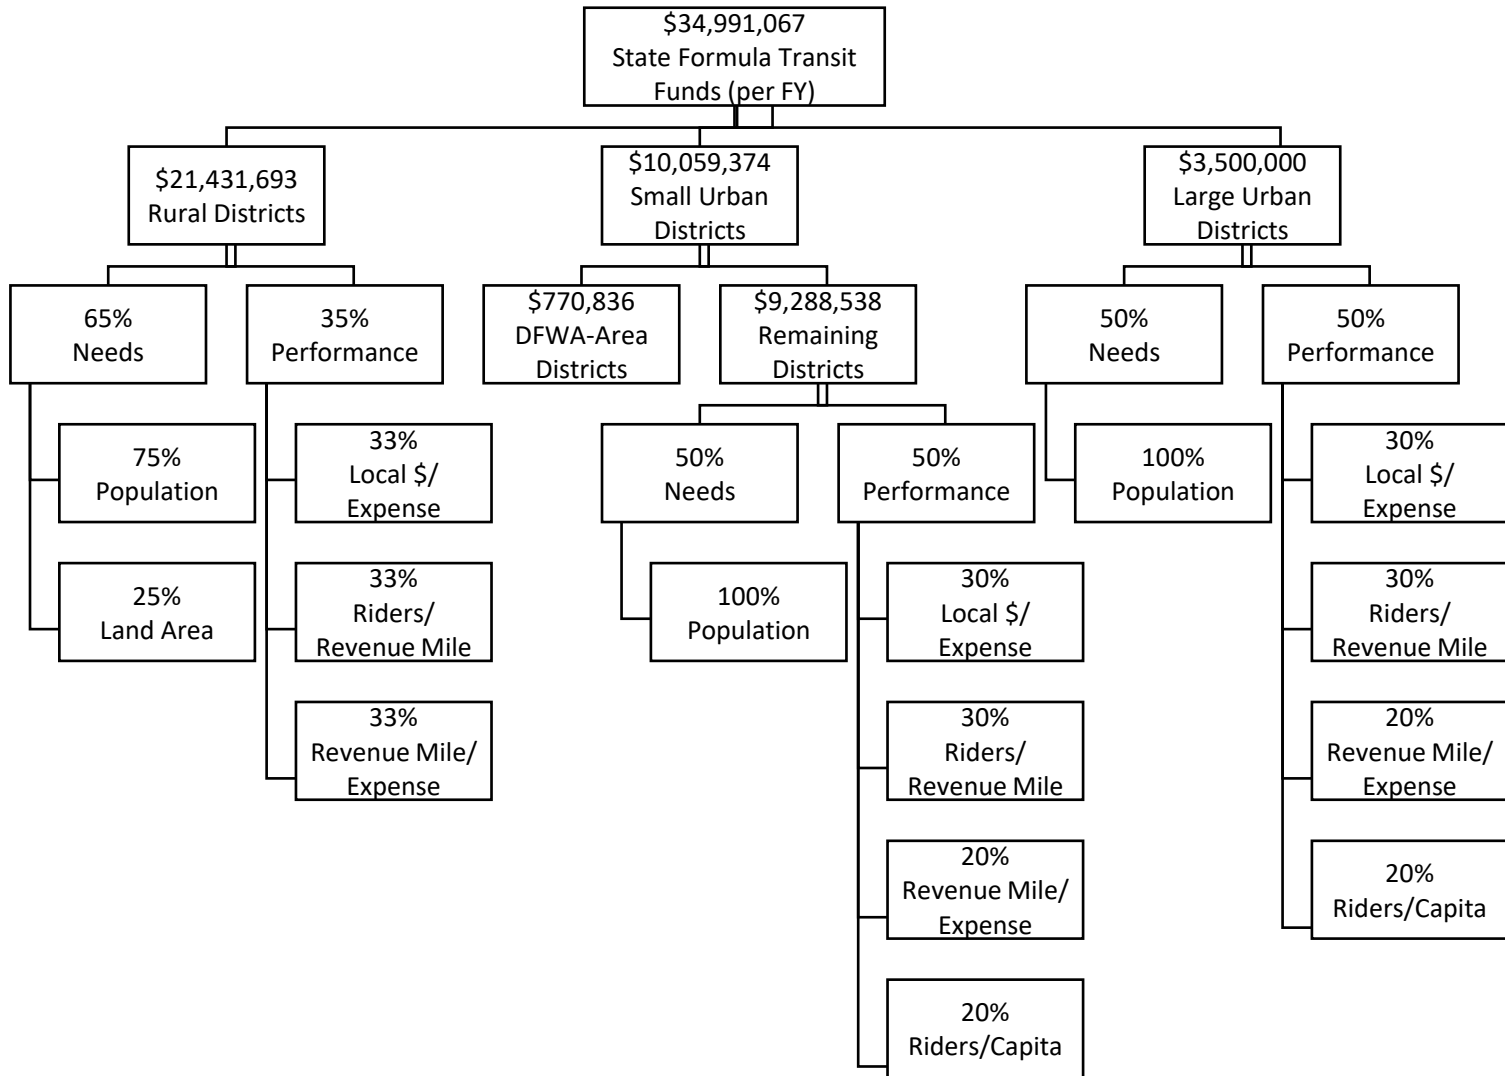 $34,991,067
State Formula Transit
Funds (per FY)
$21,431,693
Rural Districts
$10,059,374
Small Urban
Districts
$3,500,000
Large Urban
Districts
65%
Needs
35%
Performance
$770,836
DFWA-Area
Districts
$9,288,538
Remaining
Districts
50%
Needs
50%
Performance
75%
Population
33%
Local $/
Expense
50%
Needs
50%
Performance
100%
Population
30%
Local $/
Expense
25%
Land Area
33%
Riders/
Revenue Mile
100%
Population
30%
Local $/
Expense
30%
Riders/
Revenue Mile
33%
Revenue Mile/
Expense
30%
Riders/
Revenue Mile
20%
Revenue Mile/
Expense
20%
Revenue Mile/
Expense
20%
Riders/Capita
20%
Riders/Capita